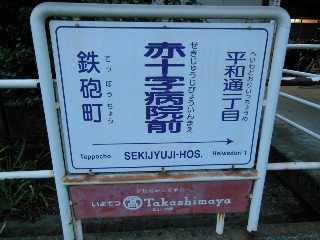 鉄砲町
てっぽうちょう
赤十字病院前
せきじゅうじびょういんまえ
平和通一丁目
へいわどおりいっちょうめ
Teppocho SEKIJYUJI-HOS. Heiwadori 1
いよてつ 髙 Takashimaya